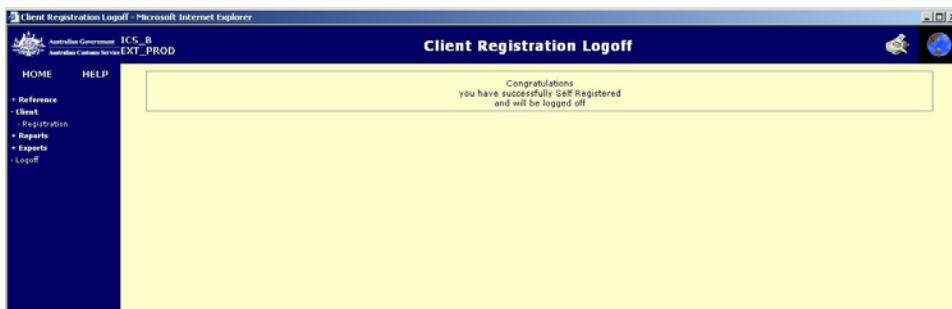 Client Registration Logoff - Microsoft Internet Explorer
Australian Government ICS_B
Australian Customs Service EXT_PROD
Client Registration Logoff
HOME HELP
+ Reference
- Client
- Registration
+ Reports
+ Exports
- Logoff
Congratulations
you have successfully Self Registered
and will be logged off